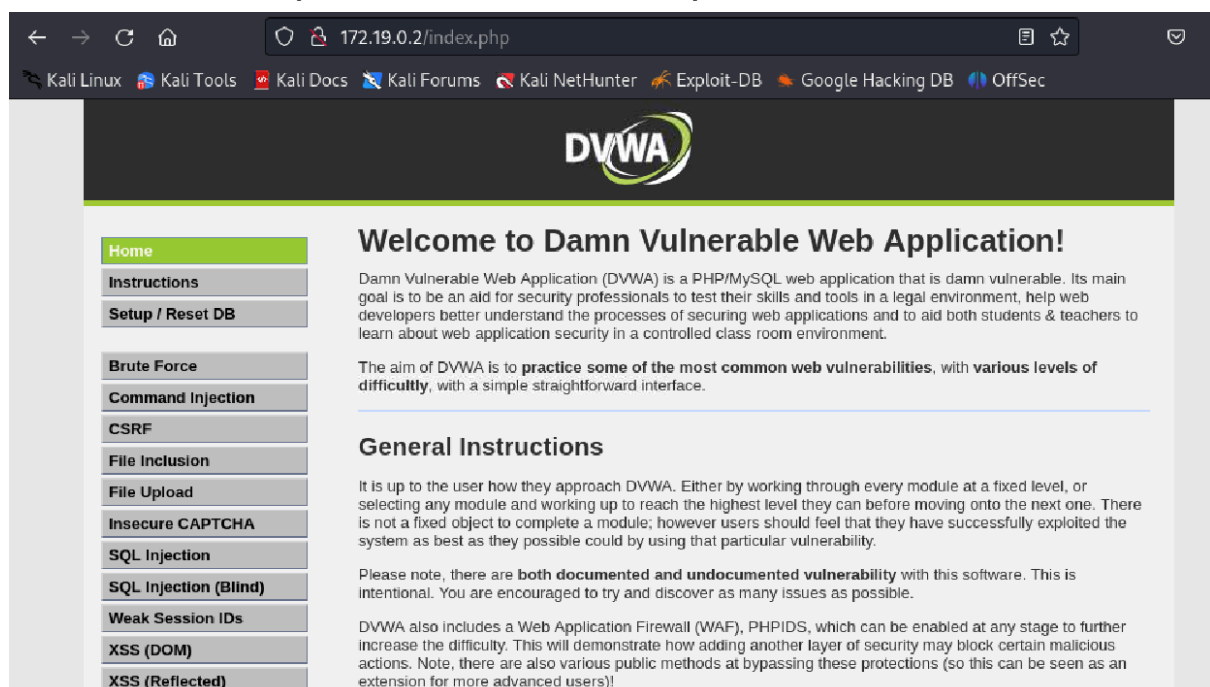 172.19.0.2/index.php
Kali Linux Kali Tools Kali Docs Kali Forums Kali NetHunter Exploit-DB Google Hacking DB OffSec
DVWA
Home
Instructions
Setup / Reset DB
Brute Force
Command Injection
CSRF
File Inclusion
File Upload
Insecure CAPTCHA
SQL Injection
SQL Injection (Blind)
Weak Session IDs
XSS (DOM)
XSS (Reflected)
Welcome to Damn Vulnerable Web Application!
Damn Vulnerable Web Application (DVWA) is a PHP/MySQL web application that is damn vulnerable. Its main
goal is to be an aid for security professionals to test their skills and tools in a legal environment, help web
developers better understand the processes of securing web applications and to aid both students & teachers to
learn about web application security in a controlled class room environment.
The aim of DVWA is to practice some of the most common web vulnerabilities, with various levels of
difficultly, with a simple straightforward interface.
General Instructions
It is up to the user how they approach DVWA. Either by working through every module at a fixed level, or
selecting any module and working up to reach the highest level they can before moving onto the next one. There
is not a fixed object to complete a module; however users should feel that they have successfully exploited the
system as best as they possible could by using that particular vulnerability.
Please note, there are both documented and undocumented vulnerability with this software. This is
intentional. You are encouraged to try and discover as many issues as possible.
DVWA also includes a Web Application Firewall (WAF), PHPIDS, which can be enabled at any stage to further
increase the difficulty. This will demonstrate how adding another layer of security may block certain malicious
actions. Note, there are also various public methods at bypassing these protections (so this can be seen as an
extension for more advanced users)!